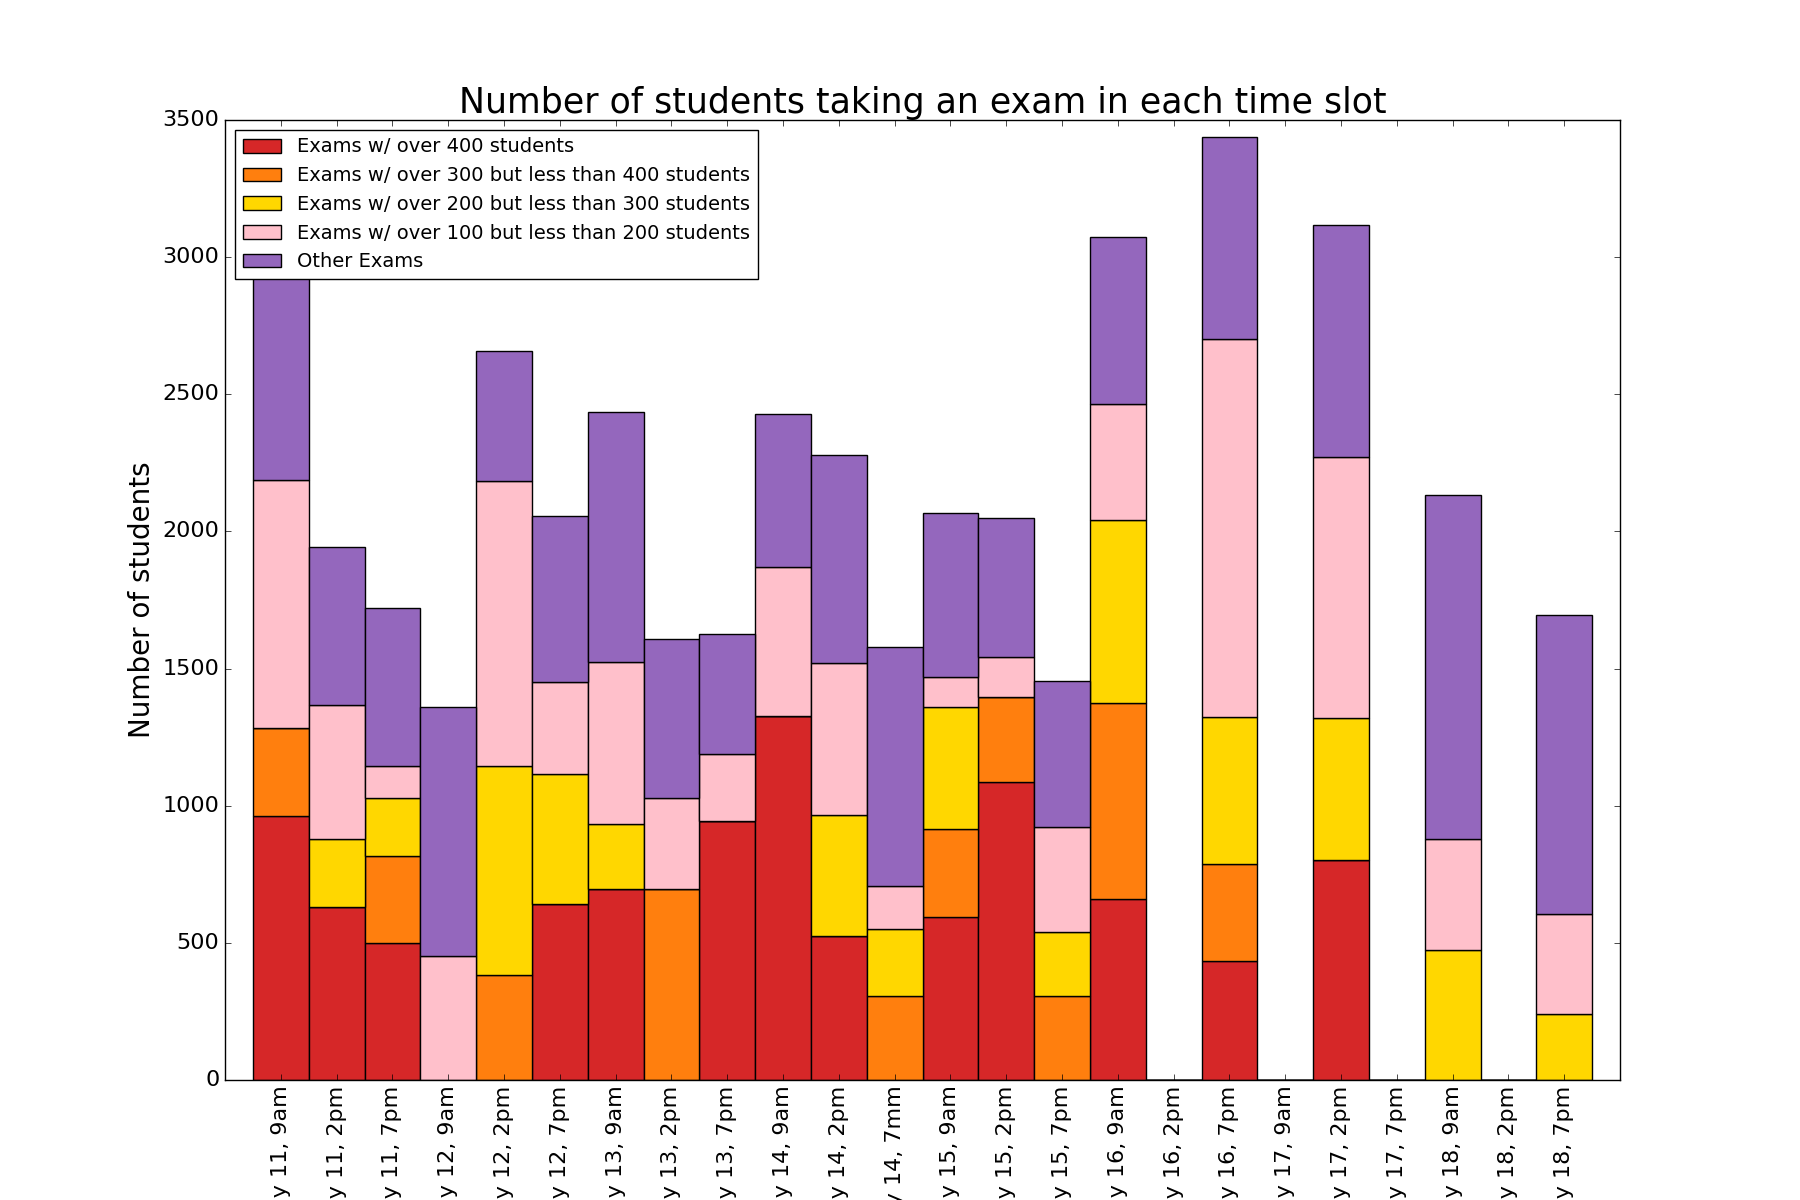 Number of students taking an exam in each time slot
3500
3000
2500
2000
1500
1000
500
0
Number of students
Exams w/ over 400 students
Exams w/ over 300 but less than 400 students
Exams w/ over 200 but less than 300 students
Exams w/ over 100 but less than 200 students
Other Exams
y 11, 9am
y 11, 2pm
y 11, 7pm
y 12, 9am
y 12, 2pm
y 12, 7pm
y 13, 9am
y 13, 2pm
y 13, 7pm
y 14, 9am
y 14, 2pm
y 14, 7mm
y 15, 9am
y 15, 2pm
y 15, 7pm
y 16, 9am
y 16, 2pm
y 16, 7pm
y 17, 9am
y 17, 2pm
y 17, 7pm
y 18, 9am
y 18, 2pm
y 18, 7pm